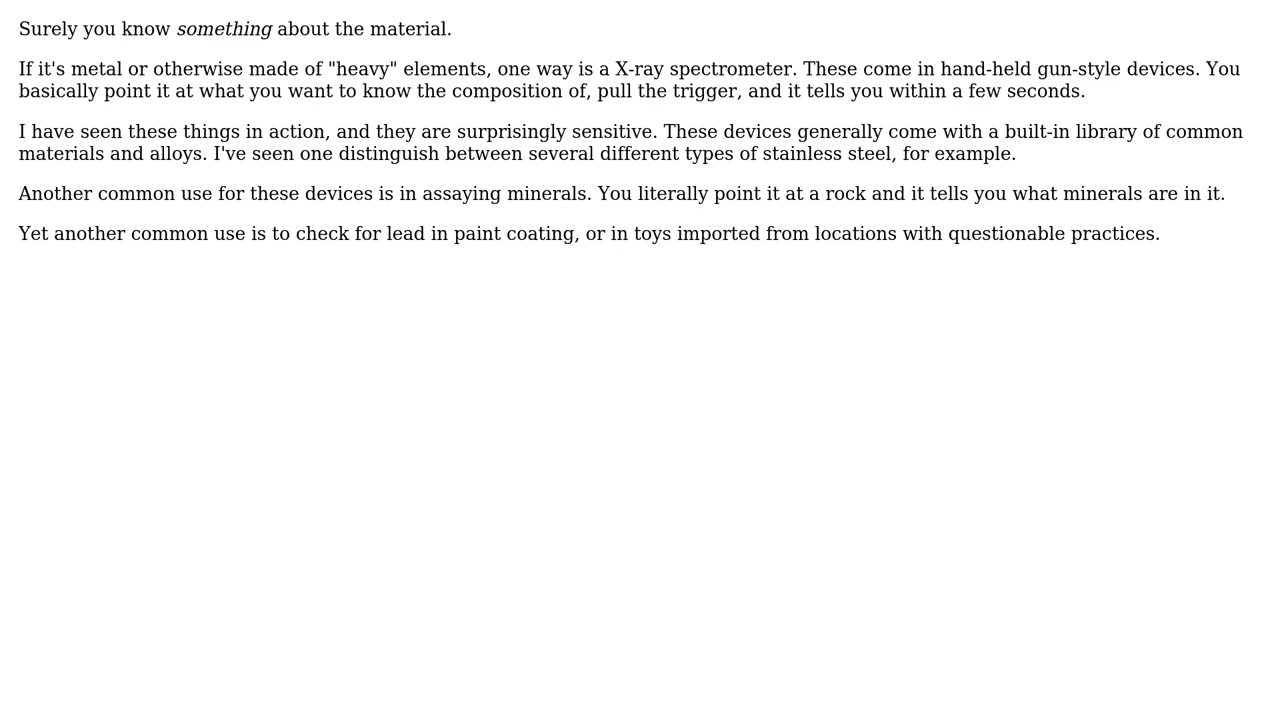 Surely you know something about the material.
If it's metal or otherwise made of "heavy" elements, one way is a X-ray spectrometer. These come in hand-held gun-style devices. You
basically point it at what you want to know the composition of, pull the trigger, and it tells you within a few seconds.
I have seen these things in action, and they are surprisingly sensitive. These devices generally come with a built-in library of common
materials and alloys. I've seen one distinguish between several different types of stainless steel, for example.
Another common use for these devices is in assaying minerals. You literally point it at a rock and it tells you what minerals are in it.
Yet another common use is to check for lead in paint coating, or in toys imported from locations with questionable practices.